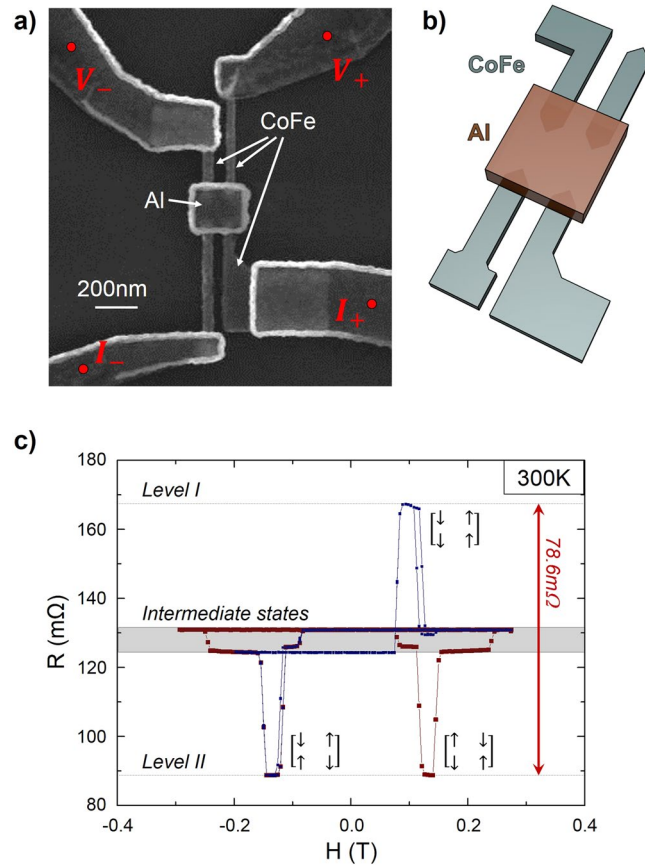 a)
V₋
V₊
CoFe
Al
200nm
I₊
I₋
b)
CoFe
Al
c)
180
160
140
120
100
80
R (mΩ)
300K
Level I
[↓ ↑
↓ ↑]
78.6mΩ
Intermediate states
[↓ ↑
↑ ↓]
[↑ ↓
↓ ↑]
Level II
-0.4
-0.2
0.0
0.2
0.4
H (T)